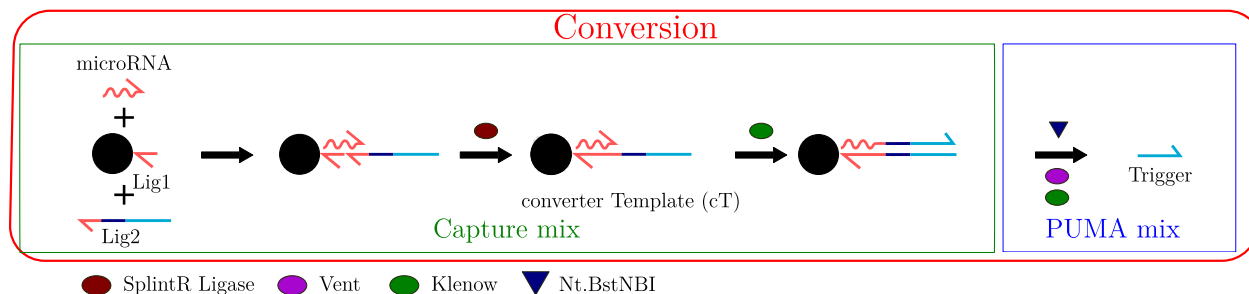 Conversion
microRNA
+
Lig1
+
Lig2
converter Template (cT)
Capture mix
Trigger
PUMA mix
SplintR Ligase
Vent
Klenow
Nt.BstNBI